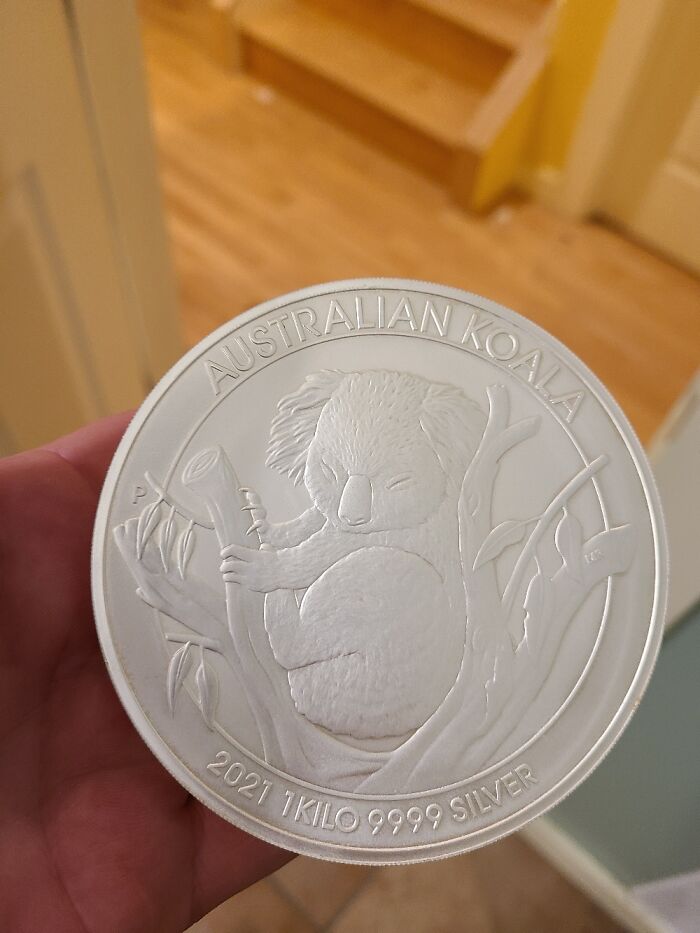 AUSTRALIAN KOALA
P
2021 1KILO 9999 SILVER